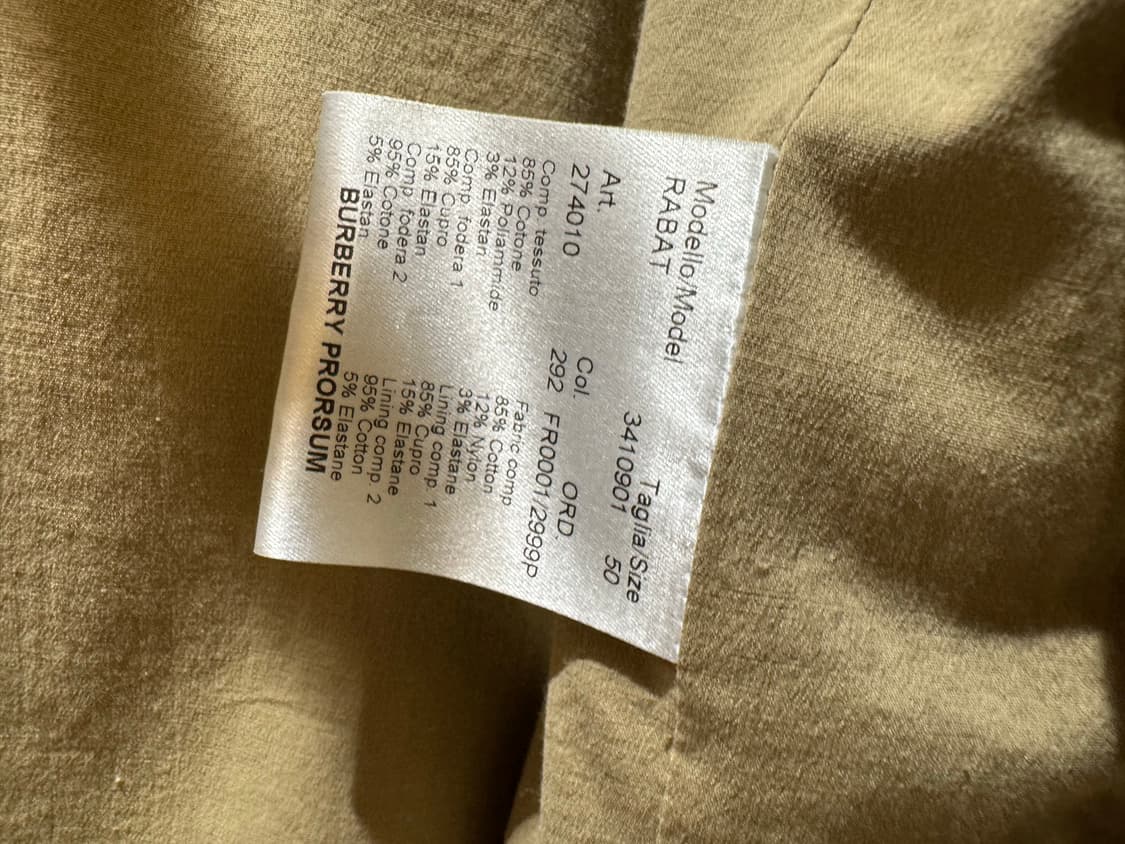 Modello/Model Taglia/Size
RABAT 3410901 50
Art. Col. ORD.
274010 292 FR0001/2999P
Comp. tessuto Fabric comp
85% Cotone 85% Cotton
12% Poliammide 12% Nylon
3% Elastan 3% Elastane
Comp. fodera 1 Lining comp. 1
85% Cupro 85% Cupro
15% Elastan 15% Elastane
Comp. fodera 2 Lining comp. 2
95% Cotone 95% Cotton
5% Elastan 5% Elastane
BURBERRY PRORSUM